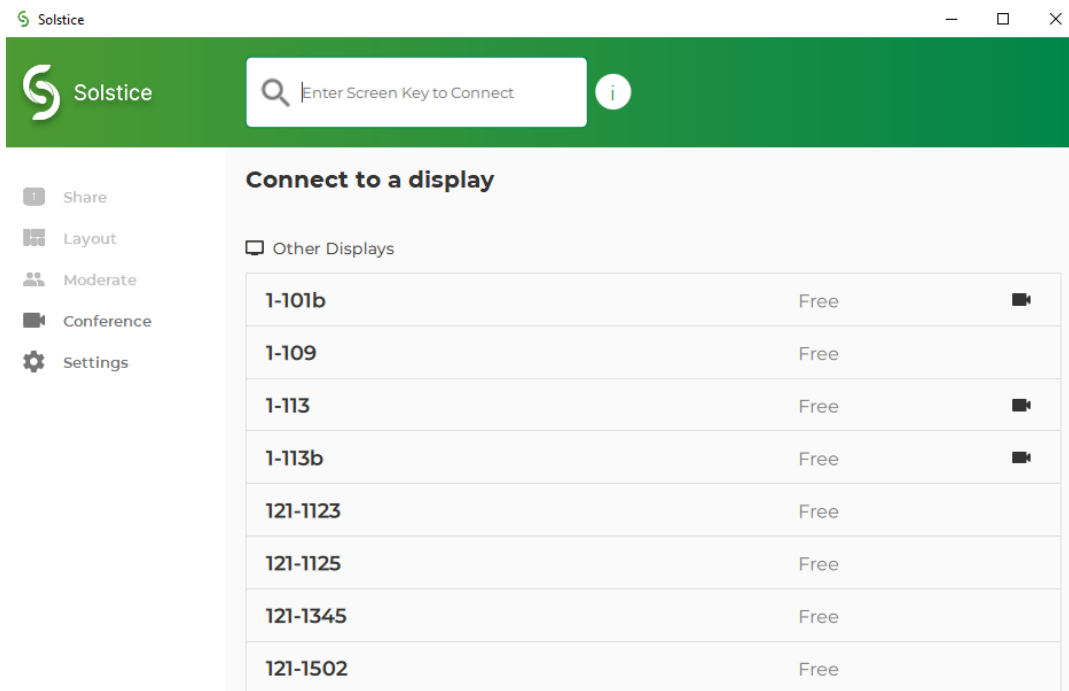 Solstice
Solstice
Enter Screen Key to Connect
i
Share
Layout
Moderate
Conference
Settings
Connect to a display
Other Displays
1-101b Free
1-109 Free
1-113 Free
1-113b Free
121-1123 Free
121-1125 Free
121-1345 Free
121-1502 Free